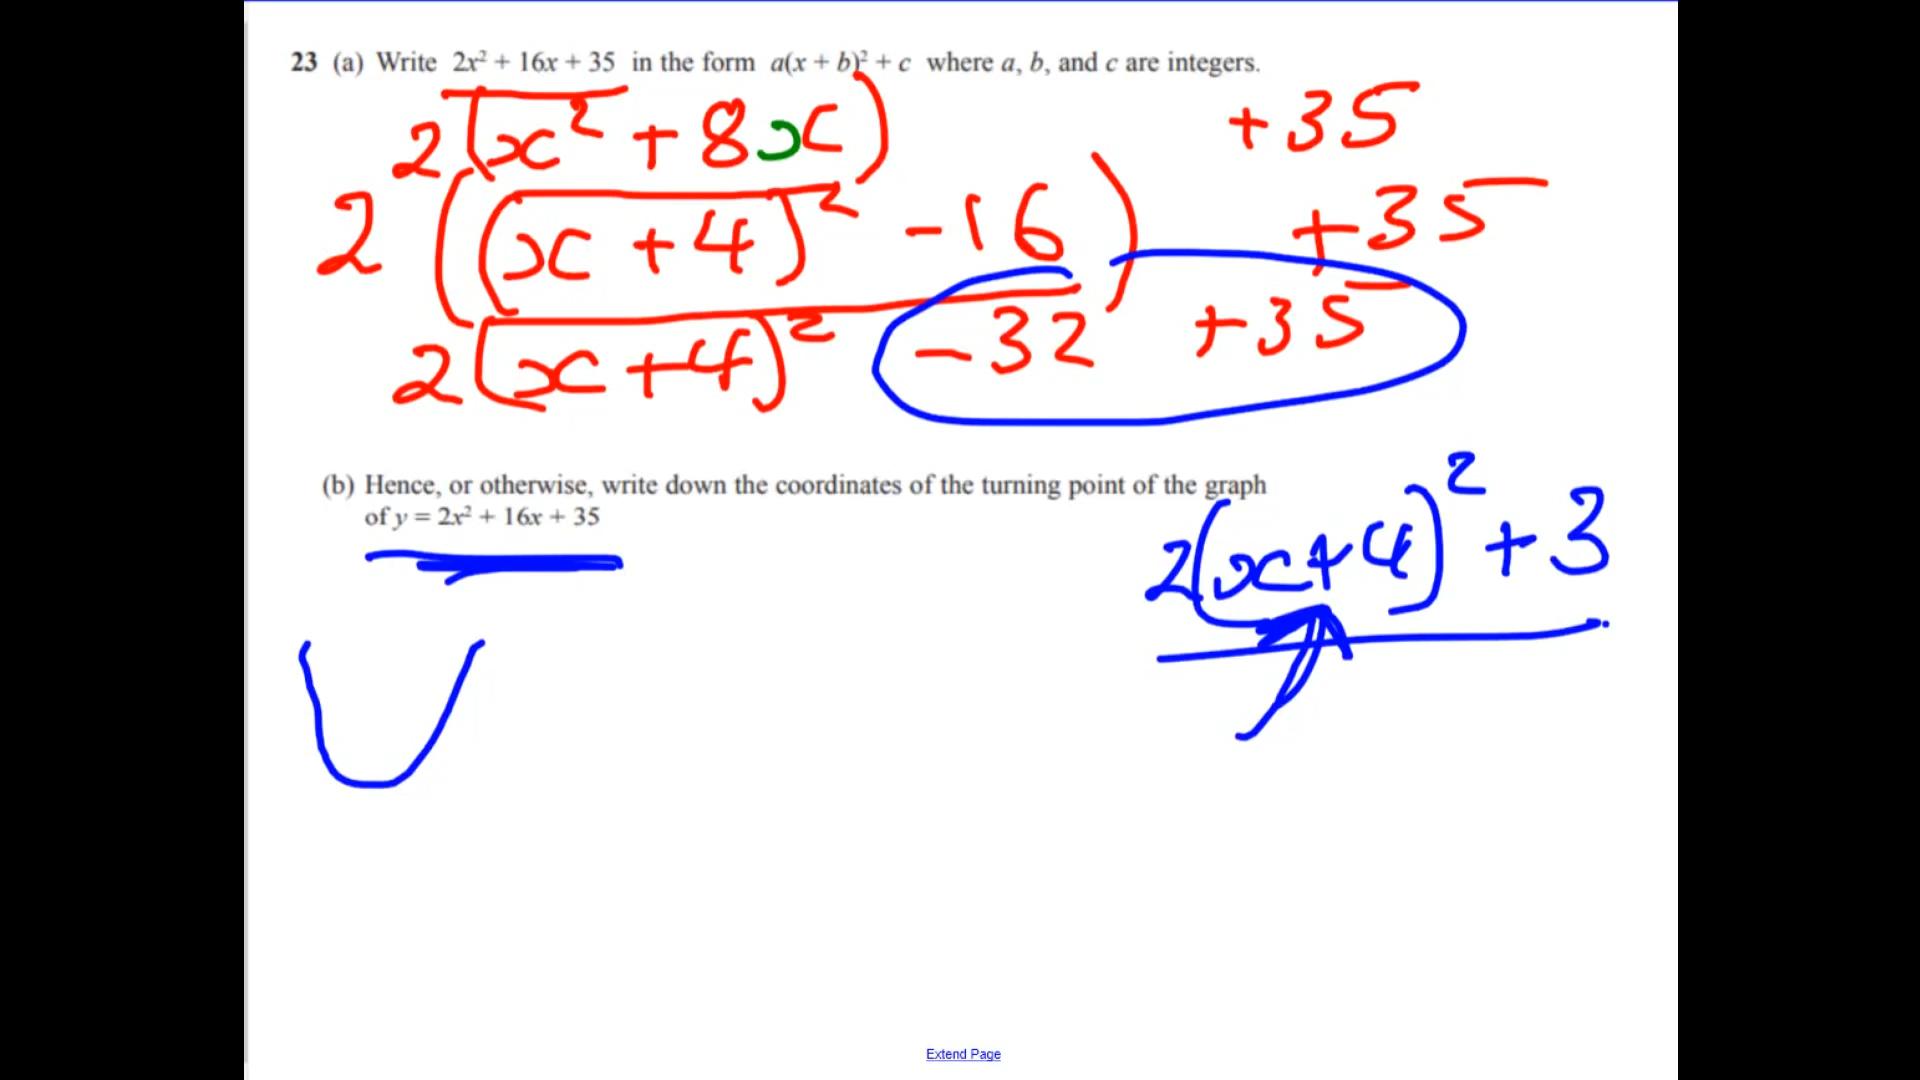 23 (a) Write 2x² + 16x + 35 in the form a(x + b)² + c where a, b, and c are integers.
2(x² + 8x) +35
2((x + 4)² -16) +35
2(x + 4)² -32 +35
(b) Hence, or otherwise, write down the coordinates of the turning point of the graph
of y = 2x² + 16x + 35
2(x+4)² + 3
Extend Page